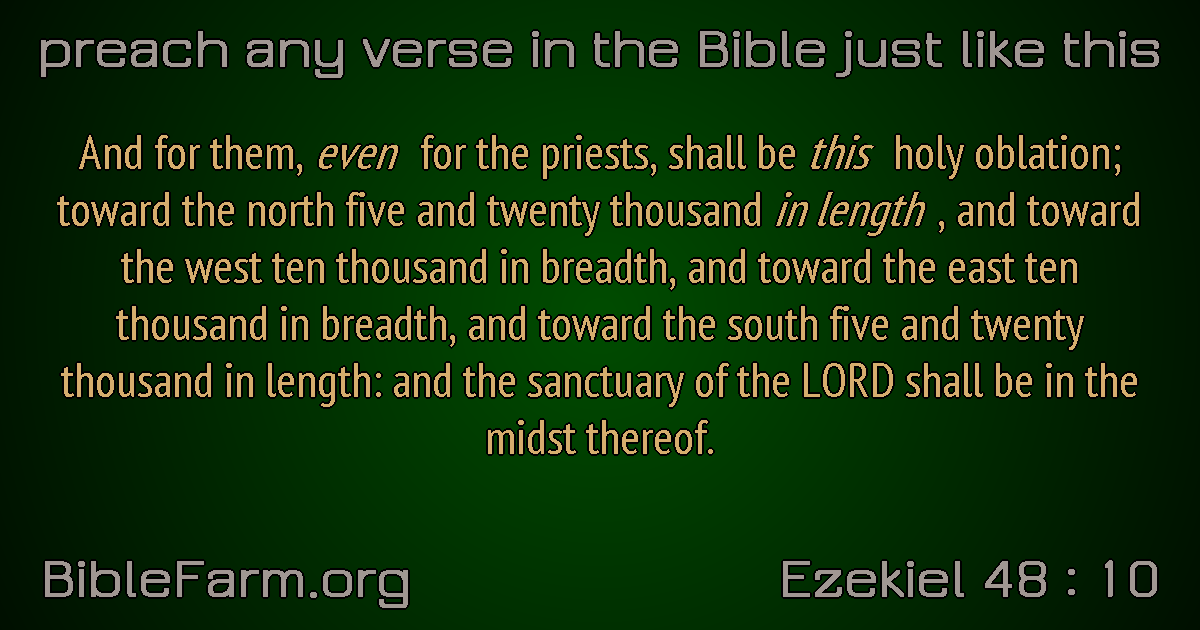 preach any verse in the Bible just like this
And for them, even for the priests, shall be this holy oblation;
toward the north five and twenty thousand in length , and toward
the west ten thousand in breadth, and toward the east ten
thousand in breadth, and toward the south five and twenty
thousand in length: and the sanctuary of the LORD shall be in the
midst thereof.
BibleFarm.org
Ezekiel 48 : 10